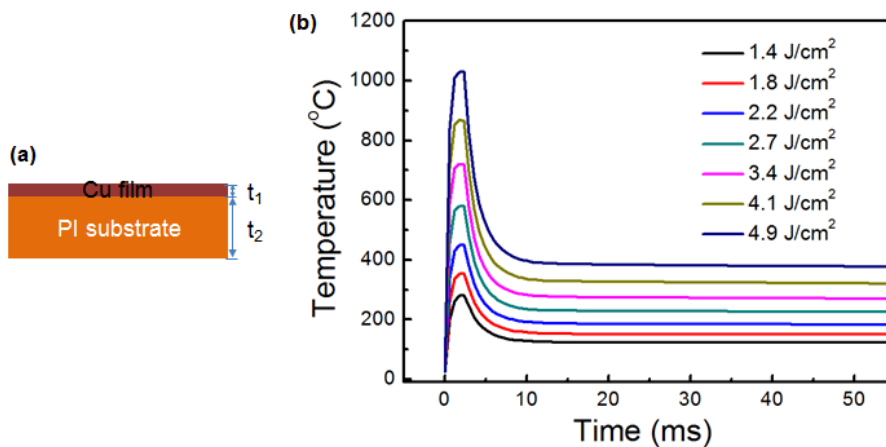 (a)
Cu film
t₁
PI substrate
t₂
(b)
Temperature (°C)
1200
1000
800
600
400
200
0
1.4 J/cm²
1.8 J/cm²
2.2 J/cm²
2.7 J/cm²
3.4 J/cm²
4.1 J/cm²
4.9 J/cm²
0 10 20 30 40 50
Time (ms)